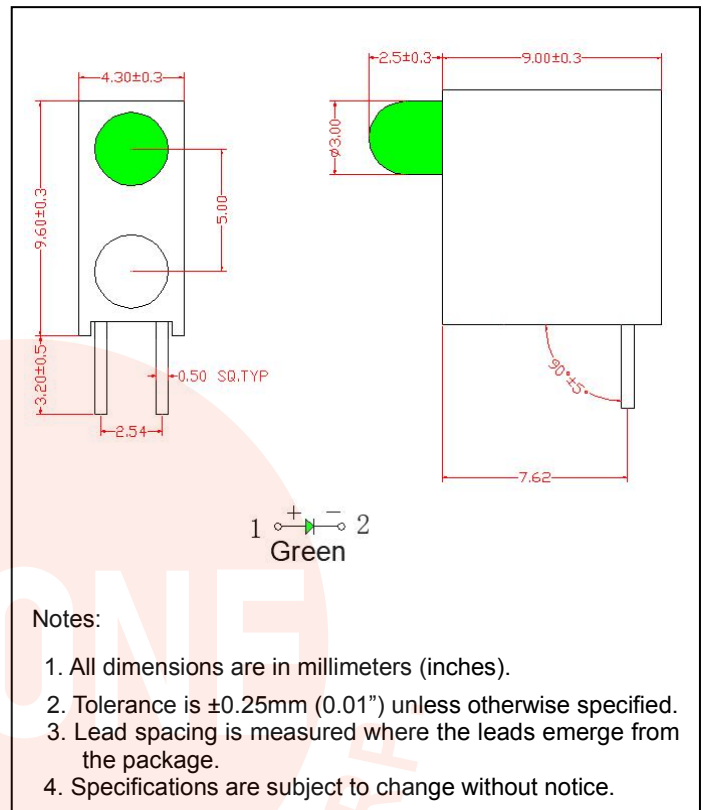 4.30±0.3
2.5±0.3 9.00±0.3
ø3.00
9.60±0.3
5.00
3.20±0.5
0.50 SQ.TYP
90°±5°
2.54
7.62
1 + − 2
Green
ONE
RP.
Notes:
1. All dimensions are in millimeters (inches).
2. Tolerance is ±0.25mm (0.01”) unless otherwise specified.
3. Lead spacing is measured where the leads emerge from
the package.
4. Specifications are subject to change without notice.